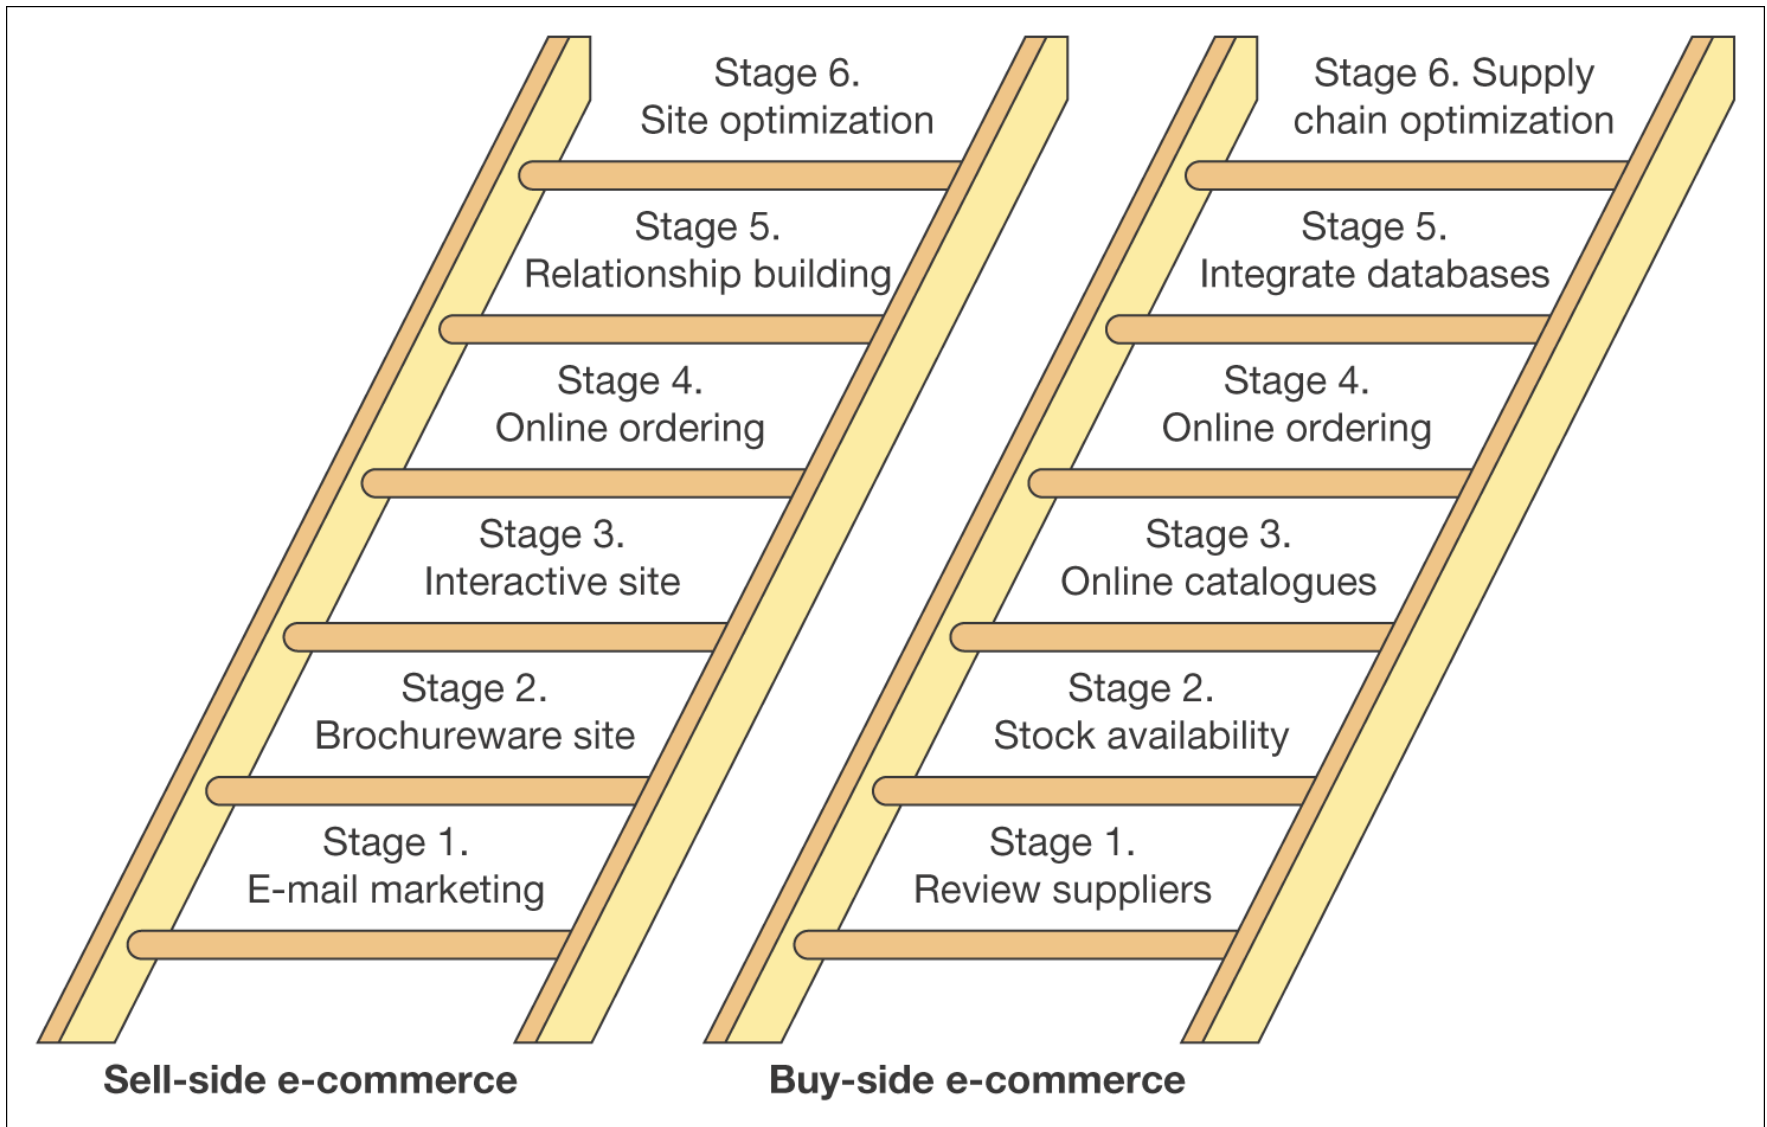 Stage 6.
Site optimization
Stage 5.
Relationship building
Stage 4.
Online ordering
Stage 3.
Interactive site
Stage 2.
Brochureware site
Stage 1.
E-mail marketing
Sell-side e-commerce
Stage 6. Supply
chain optimization
Stage 5.
Integrate databases
Stage 4.
Online ordering
Stage 3.
Online catalogues
Stage 2.
Stock availability
Stage 1.
Review suppliers
Buy-side e-commerce